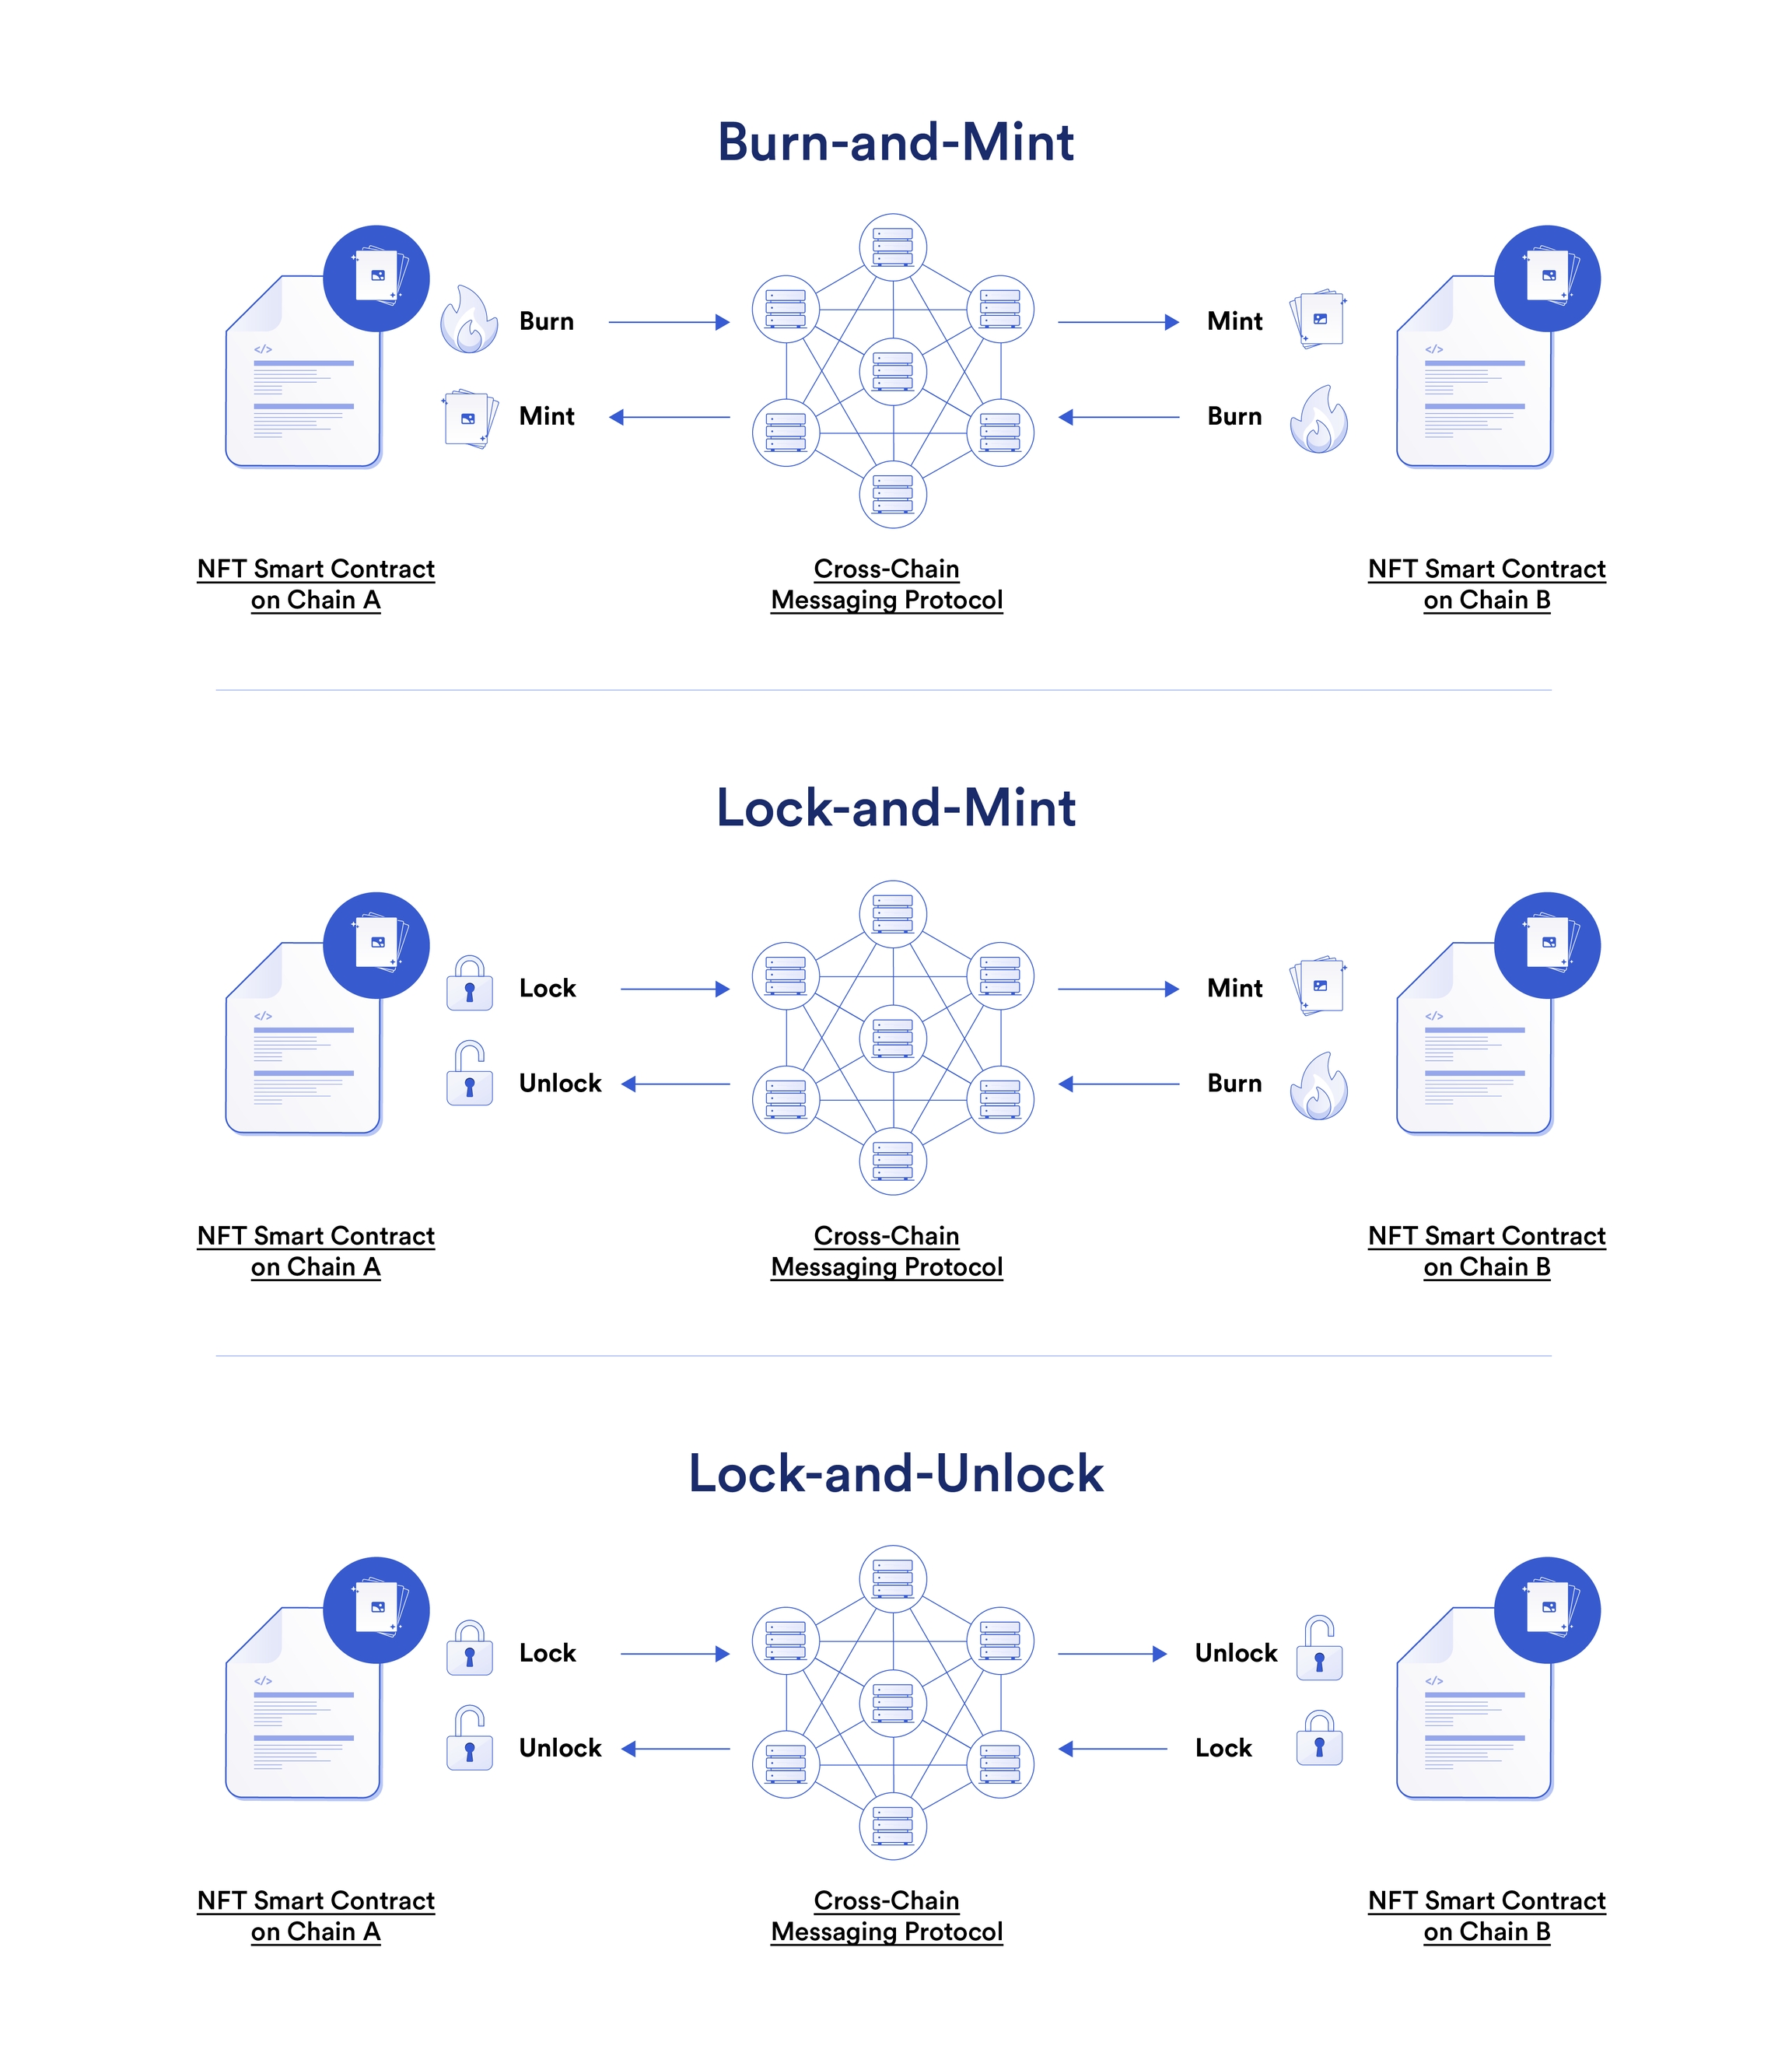 Burn-and-Mint
</>
Burn
Mint
</>
Mint
Burn
NFT Smart Contract
on Chain A
Cross-Chain
Messaging Protocol
NFT Smart Contract
on Chain B
Lock-and-Mint
</>
Lock
Mint
</>
Unlock
Burn
NFT Smart Contract
on Chain A
Cross-Chain
Messaging Protocol
NFT Smart Contract
on Chain B
Lock-and-Unlock
</>
Lock
Unlock
</>
Unlock
Lock
NFT Smart Contract
on Chain A
Cross-Chain
Messaging Protocol
NFT Smart Contract
on Chain B